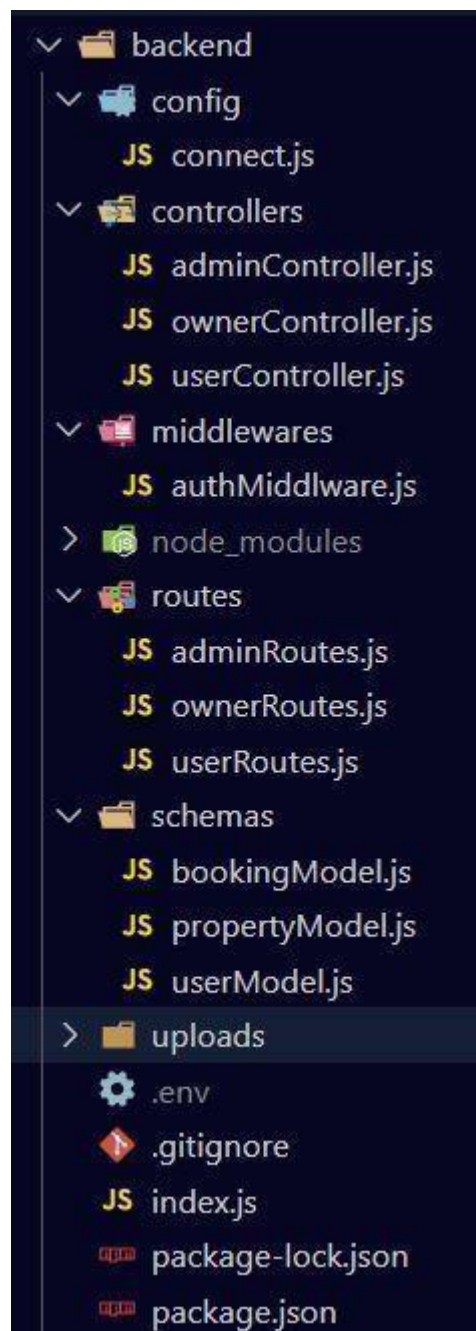 backend
config
JS connect.js
controllers
JS adminController.js
JS ownerController.js
JS userController.js
middlewares
JS authMiddlware.js
node_modules
routes
JS adminRoutes.js
JS ownerRoutes.js
JS userRoutes.js
schemas
JS bookingModel.js
JS propertyModel.js
JS userModel.js
uploads
.env
.gitignore
JS index.js
package-lock.json
package.json